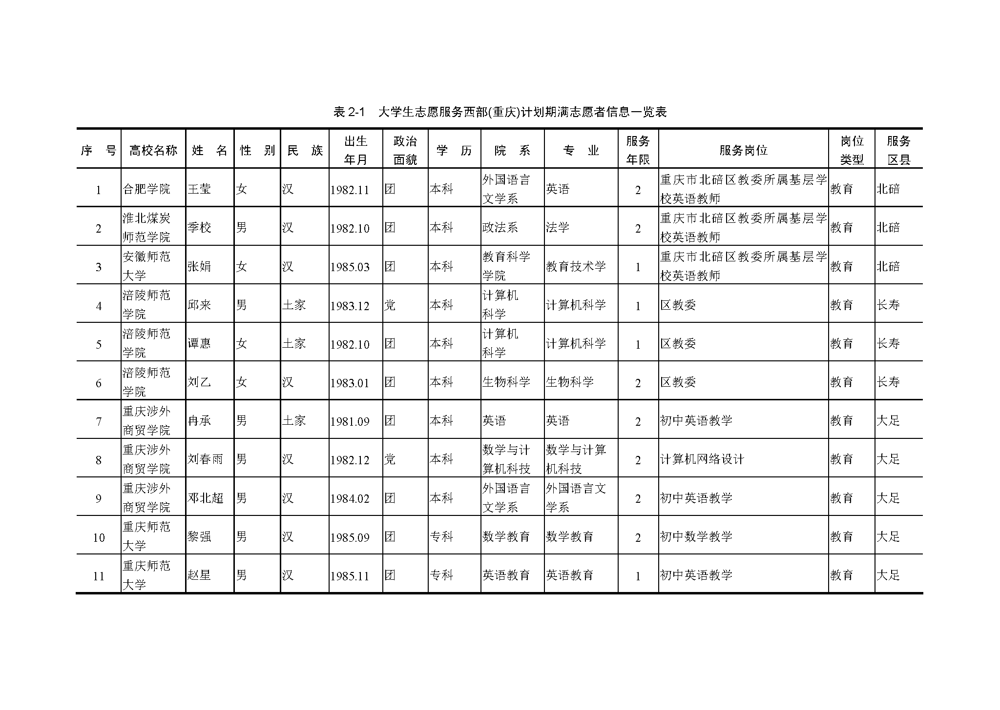 表 2-1 大学生志愿服务西部(重庆)计划期满志愿者信息一览表
序 号 高校名称 姓 名 性 别 民 族 出生年月 政治面貌 学 历 院 系 专 业 服务年限 服务岗位 岗位类型 服务区县
1 合肥学院 王莹 女 汉 1982.11 团 本科 外国语言文学系 英语 2 重庆市北碚区教委所属基层学校英语教师 教育 北碚
2 淮北煤炭师范学院 季校 男 汉 1982.10 团 本科 政法系 法学 2 重庆市北碚区教委所属基层学校英语教师 教育 北碚
3 安徽师范大学 张娟 女 汉 1985.03 团 本科 教育科学学院 教育技术学 1 重庆市北碚区教委所属基层学校英语教师 教育 北碚
4 涪陵师范学院 邱来 男 土家 1983.12 党 本科 计算机科学 计算机科学 1 区教委 教育 长寿
5 涪陵师范学院 谭惠 女 土家 1982.10 团 本科 计算机科学 计算机科学 1 区教委 教育 长寿
6 涪陵师范学院 刘乙 女 汉 1983.01 团 本科 生物科学 生物科学 2 区教委 教育 长寿
7 重庆涉外商贸学院 冉承 男 土家 1981.09 团 本科 英语 英语 2 初中英语教学 教育 大足
8 重庆涉外商贸学院 刘春雨 男 汉 1982.12 党 本科 数学与计算机科技 数学与计算机科技 2 计算机网络设计 教育 大足
9 重庆涉外商贸学院 邓北超 男 汉 1984.02 团 本科 外国语言文学系 外国语言文学系 2 初中英语教学 教育 大足
10 重庆师范大学 黎强 男 汉 1985.09 团 专科 数学教育 数学教育 2 初中数学教学 教育 大足
11 重庆师范大学 赵星 男 汉 1985.11 团 专科 英语教育 英语教育 1 初中英语教学 教育 大足